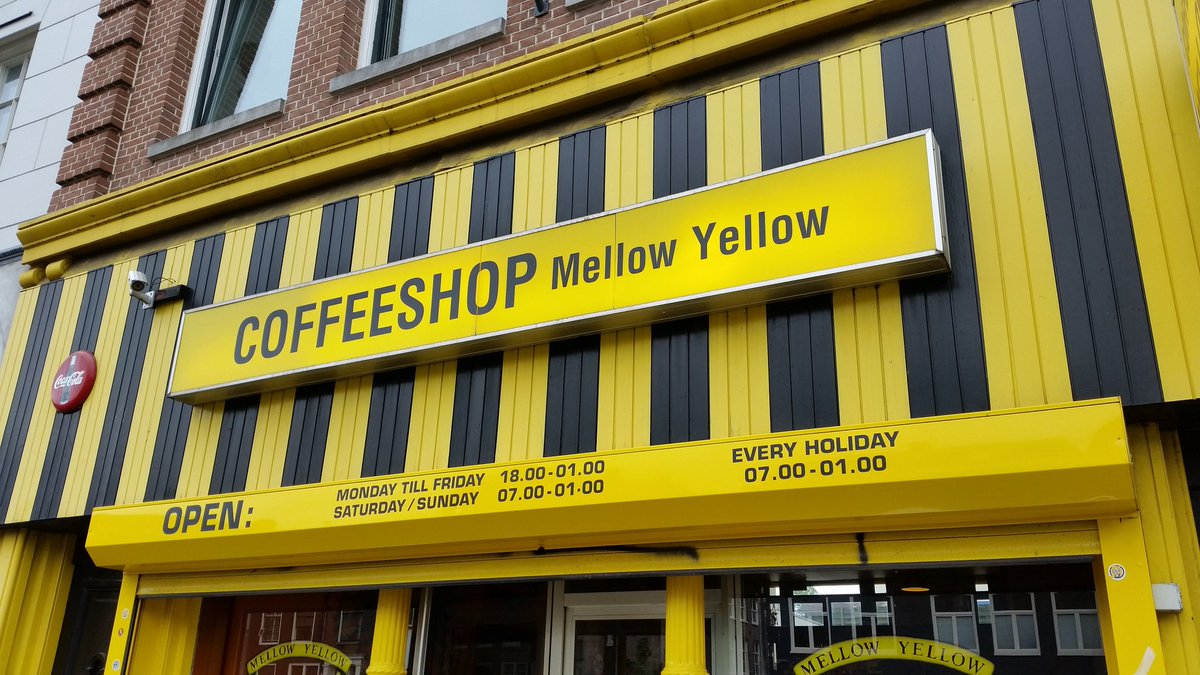 COFFEESHOP Mellow Yellow
Coca-Cola
OPEN:
MONDAY TILL FRIDAY 18.00-01.00
SATURDAY/SUNDAY 07.00-01.00
EVERY HOLIDAY
07.00-01.00
MELLOW YELLOW
MELLOW YELLOW